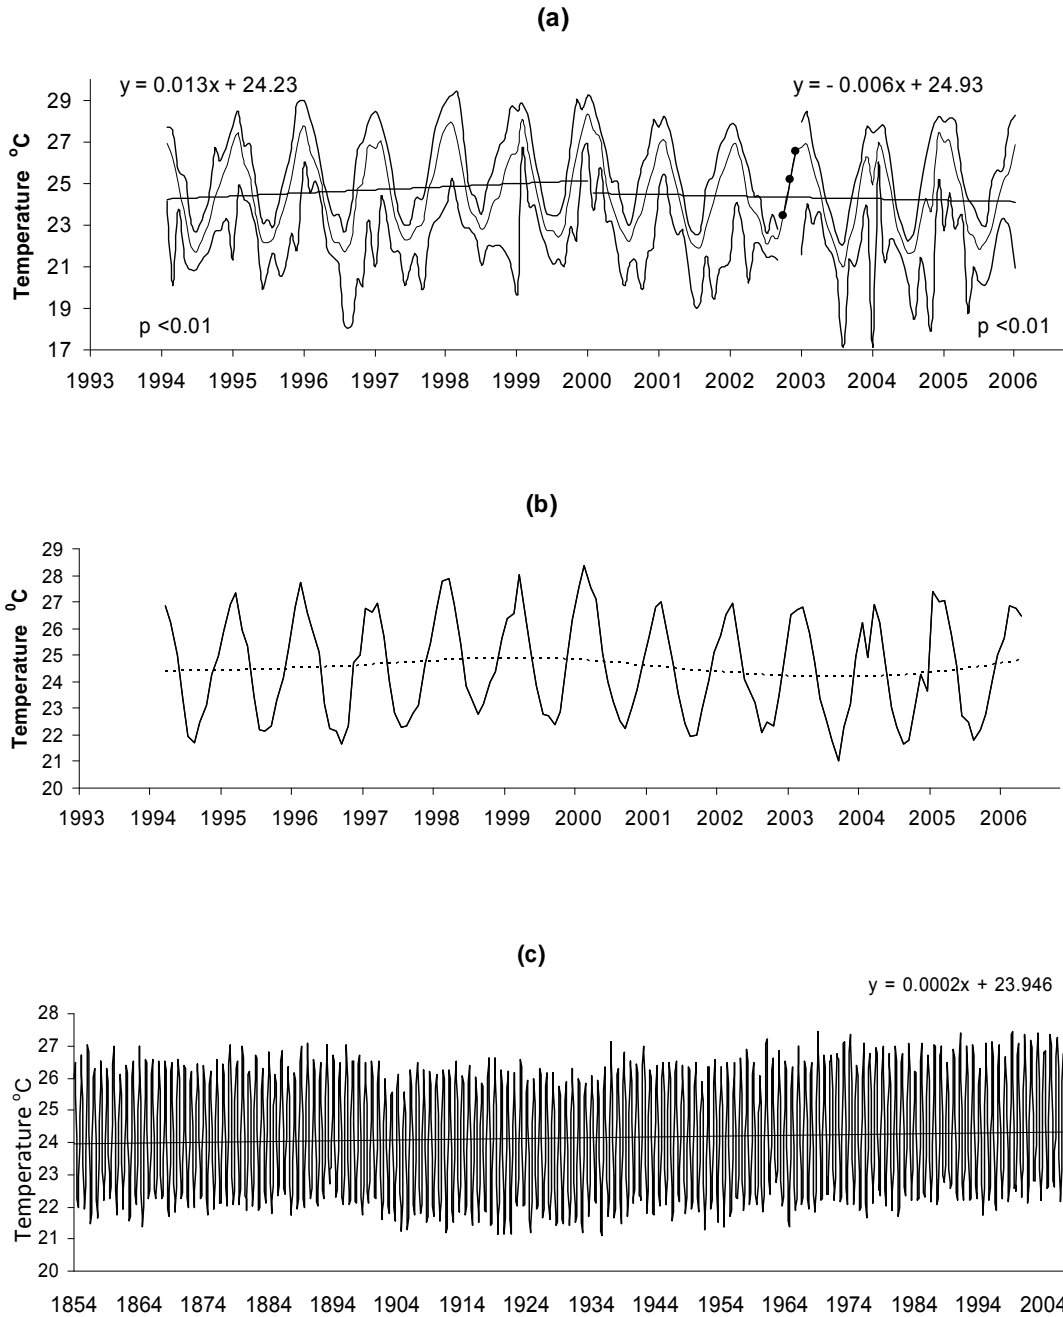 (a)
y = 0.013x + 24.23
y = - 0.006x + 24.93
Temperature °C
29
27
25
23
21
19
17
p <0.01
p <0.01
1993 1994 1995 1996 1997 1998 1999 2000 2001 2002 2003 2004 2005 2006
(b)
Temperature ⁰C
29
28
27
26
25
24
23
22
21
20
1993 1994 1995 1996 1997 1998 1999 2000 2001 2002 2003 2004 2005 2006
(c)
y = 0.0002x + 23.946
Temperature °C
28
27
26
25
24
23
22
21
20
1854 1864 1874 1884 1894 1904 1914 1924 1934 1944 1954 1964 1974 1984 1994 2004